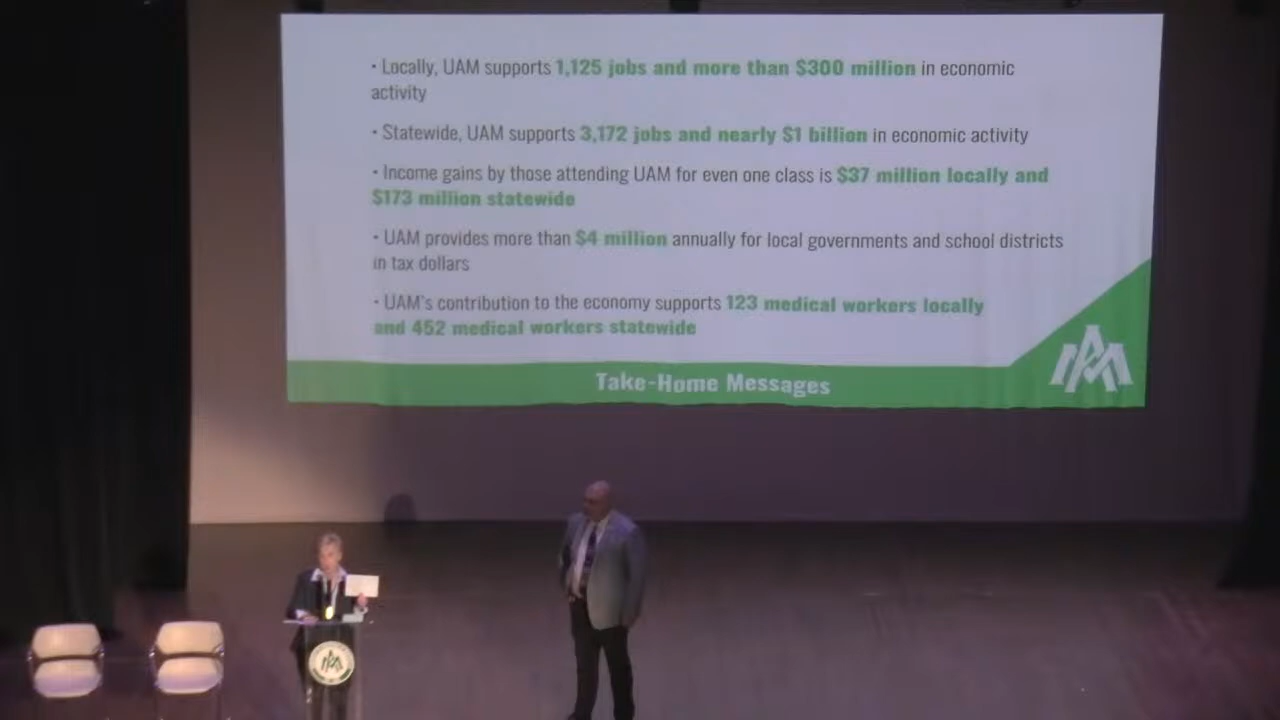 • Locally, UAM supports 1,125 jobs and more than $300 million in economic
activity
• Statewide, UAM supports 3,172 jobs and nearly $1 billion in economic activity
• Income gains by those attending UAM for even one class is $37 million locally and
$173 million statewide
• UAM provides more than $4 million annually for local governments and school districts
in tax dollars
• UAM's contribution to the economy supports 123 medical workers locally
and 452 medical workers statewide
Take-Home Messages